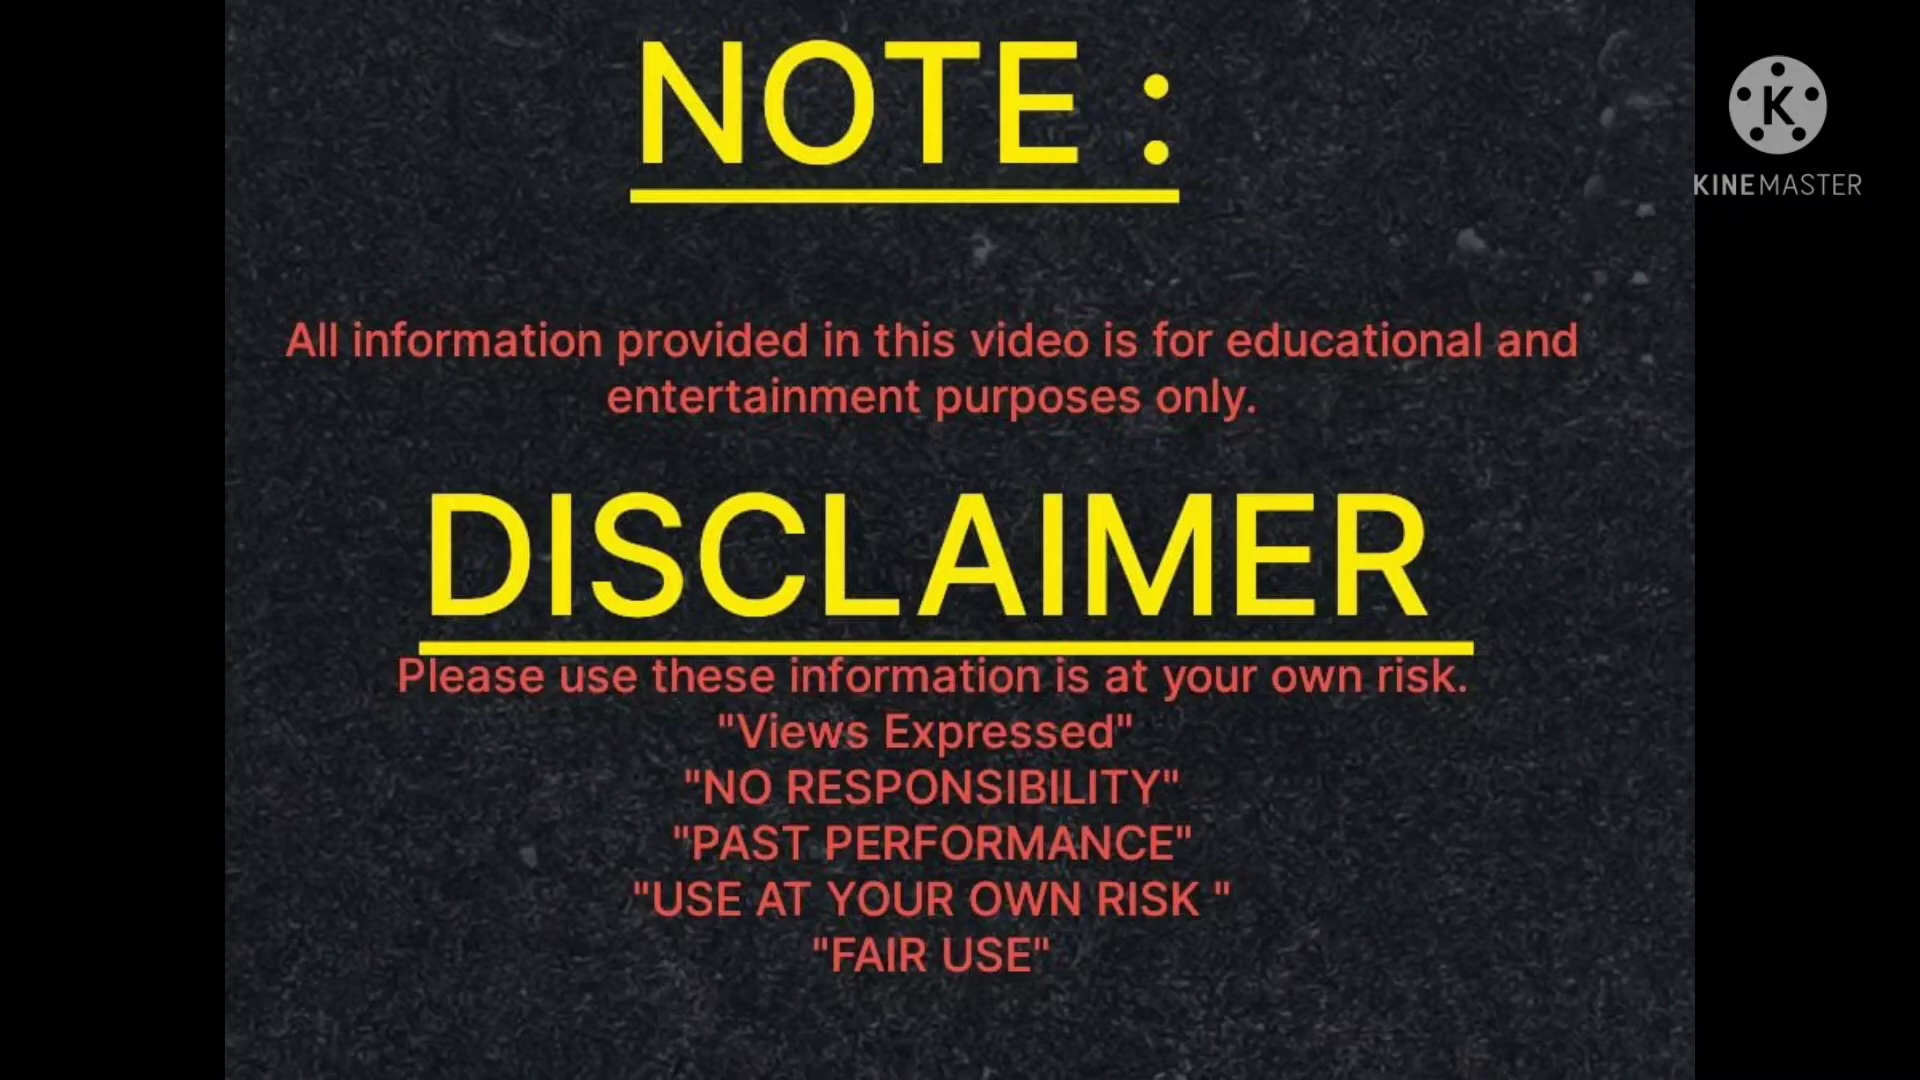 NOTE :
K
KINEMASTER
All information provided in this video is for educational and
entertainment purposes only.
DISCLAIMER
Please use these information is at your own risk.
"Views Expressed"
"NO RESPONSIBILITY"
"PAST PERFORMANCE"
"USE AT YOUR OWN RISK "
"FAIR USE"